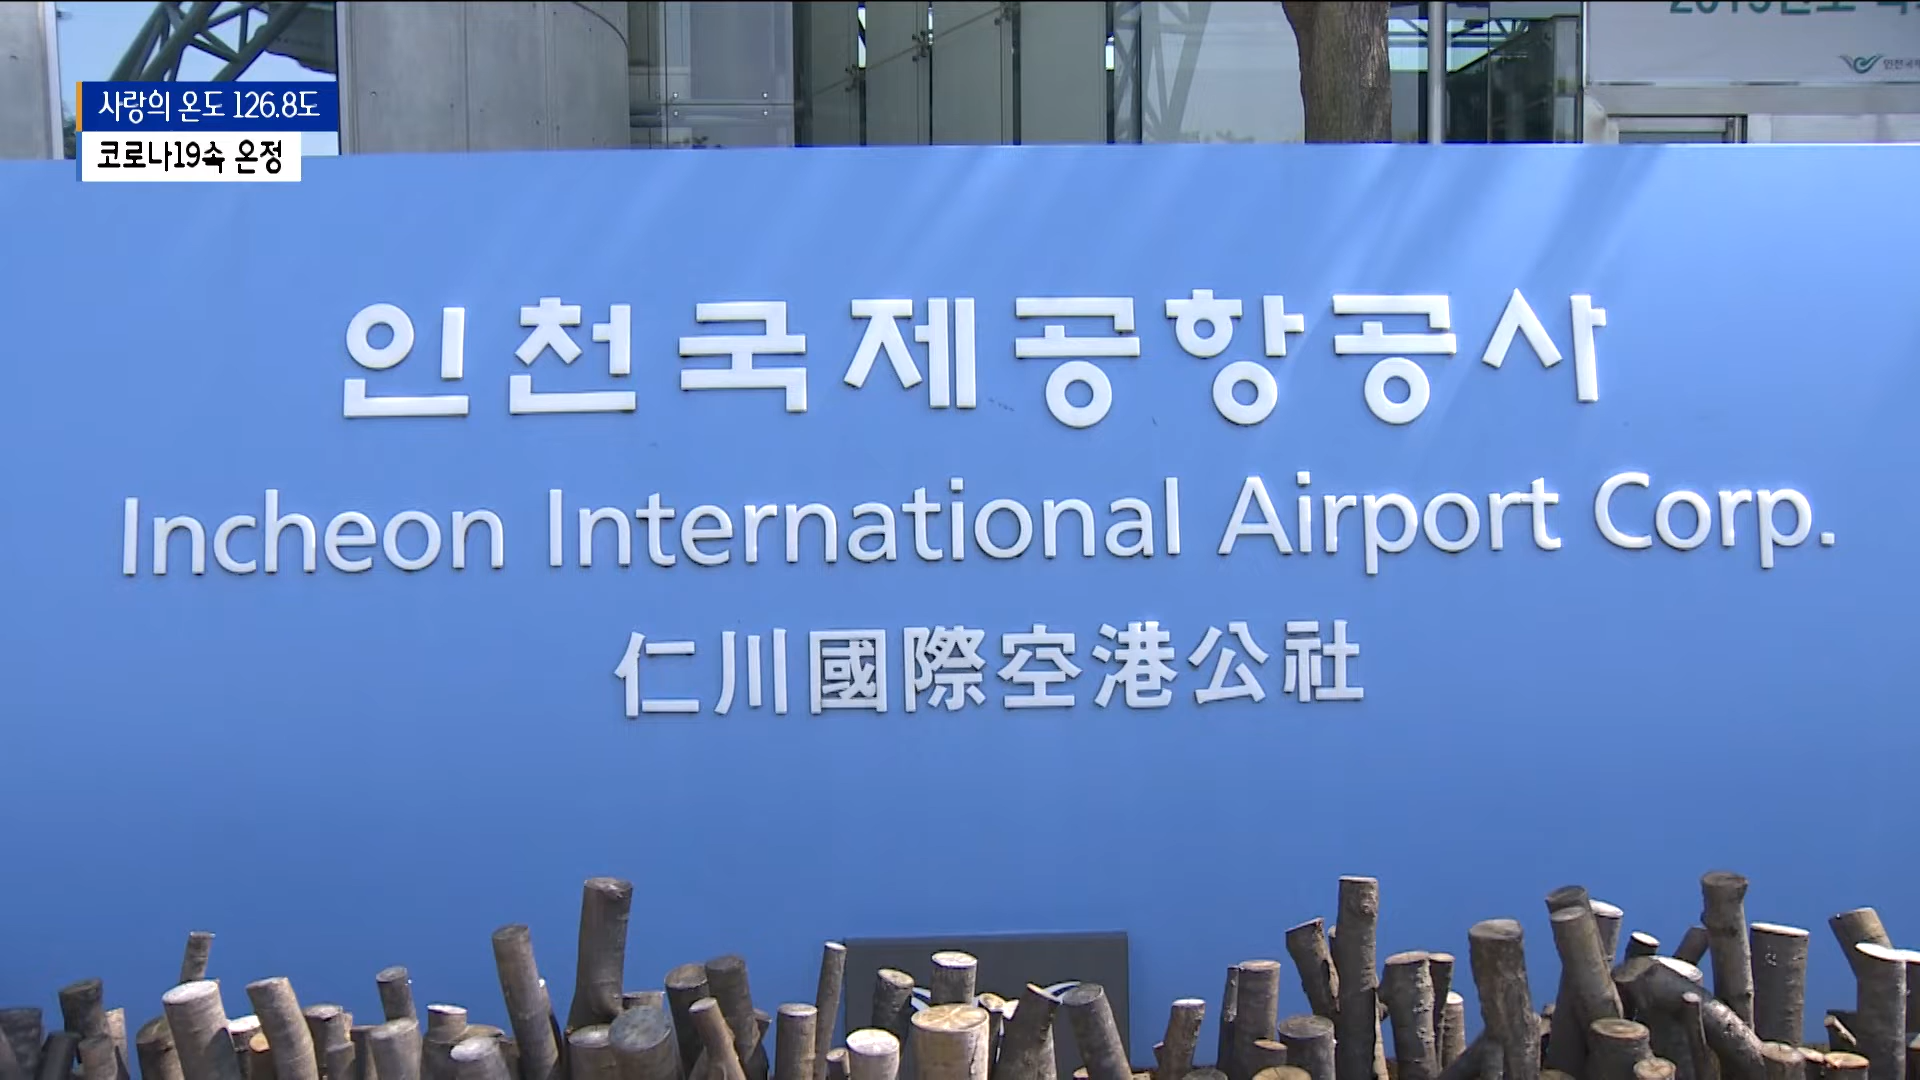 사랑의 온도 126.8도
코로나19속 온정
인천국제공항공사
Incheon International Airport Corp.
仁川國際空港公社